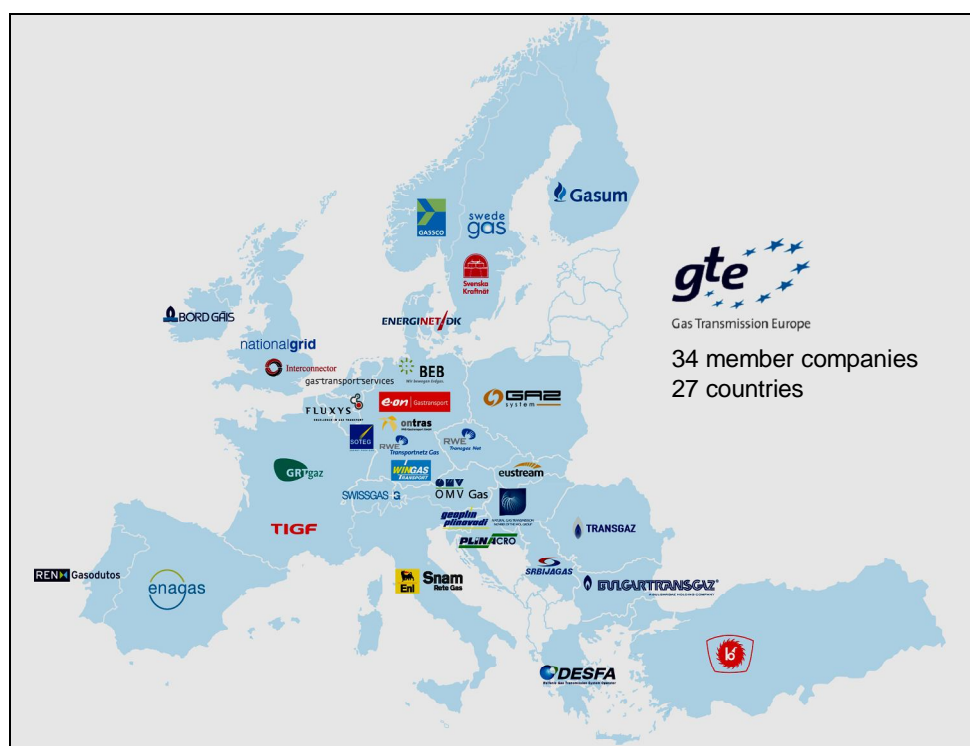 Gasum
swede
gas
GASSCO
Svenska
Kraftnät
gte
Gas Transmission Europe
34 member companies
27 countries
BORD GÁIS
ENERGINET/DK
nationalgrid
Interconnector
gas transport services
BEB
FLUXYS
e·on | Gastransport
GAZ
system
ontras
SOTEG
RWE
Transportnetz Gas
RWE
Transgas Net
GRTgaz
WINGAS
TRANSPORT
eustream
SWISSGAS
OMV Gas
geoplin
plinovodi
TRANSGAZ
TIGF
PLINACRO
SRBIJAGAS
REN Gasodutos
enagas
Eni
Snam
Rete Gas
BULGARTRANSGAZ
DESFA